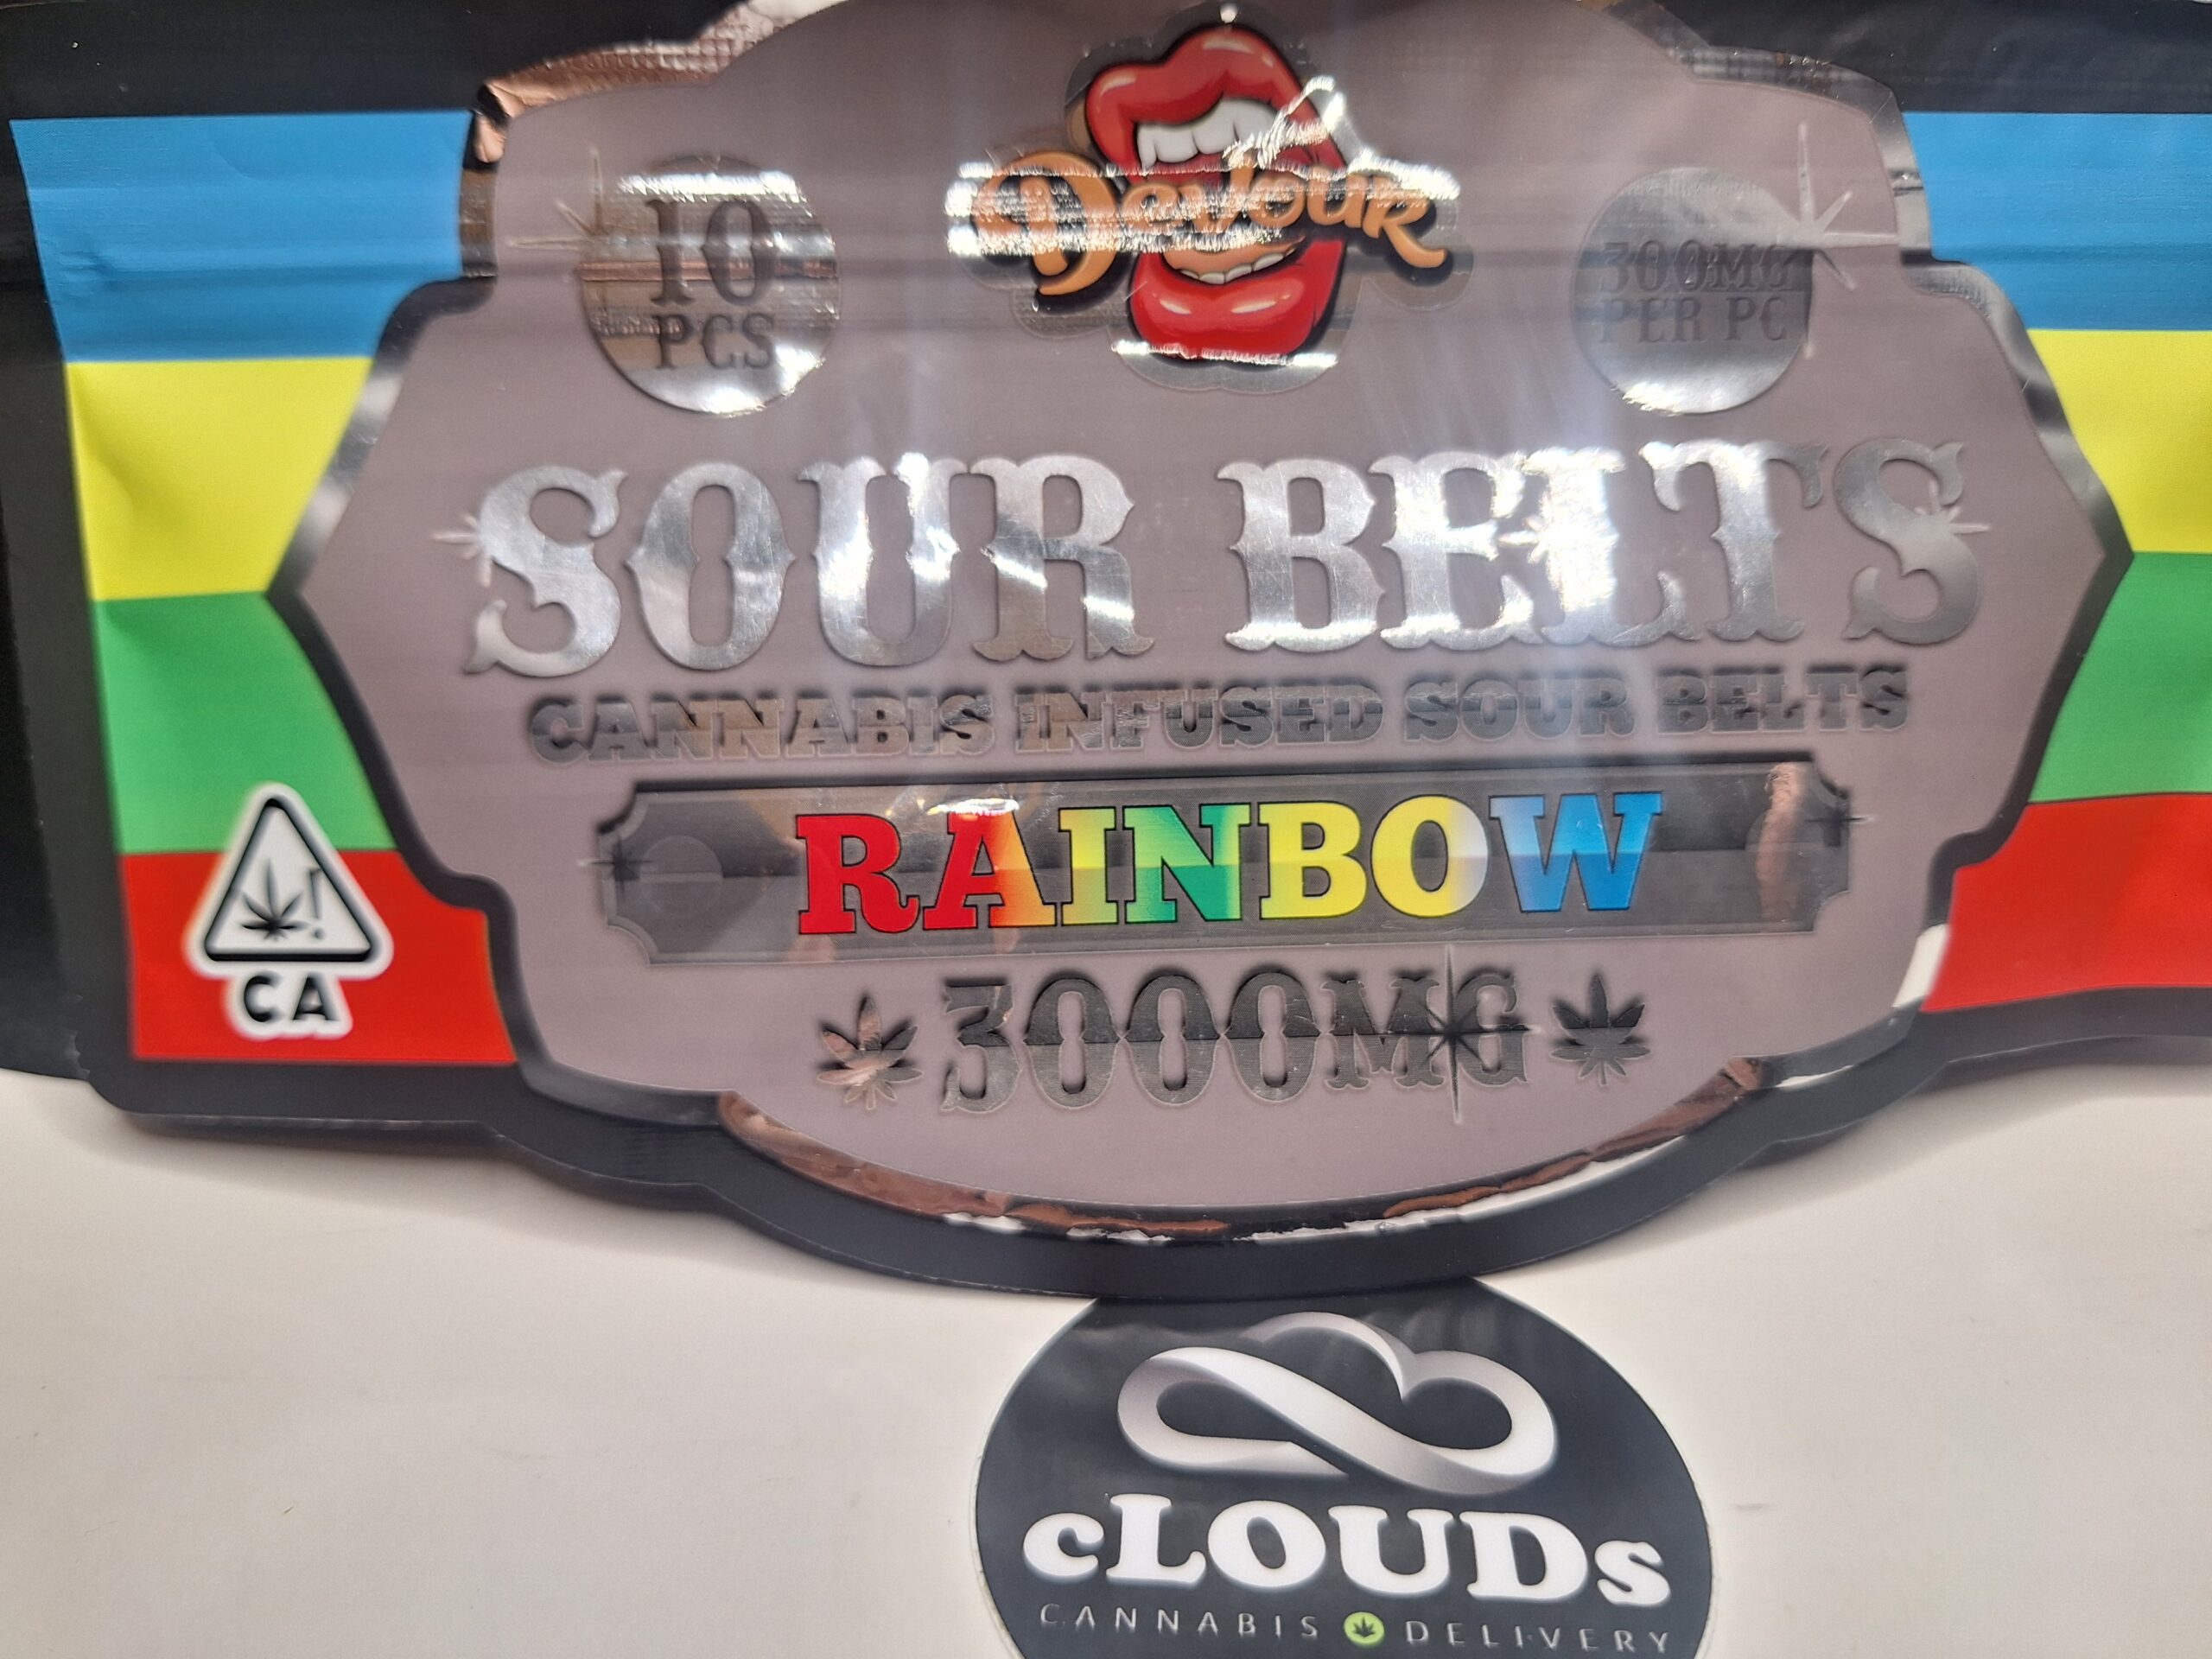 Devour
10
PCS
300MG
PER PC
SOUR BELTS
CANNABIS INFUSED SOUR BELTS
RAINBOW
!
CA
3000MG
cLOUDs
CANNABIS DELIVERY